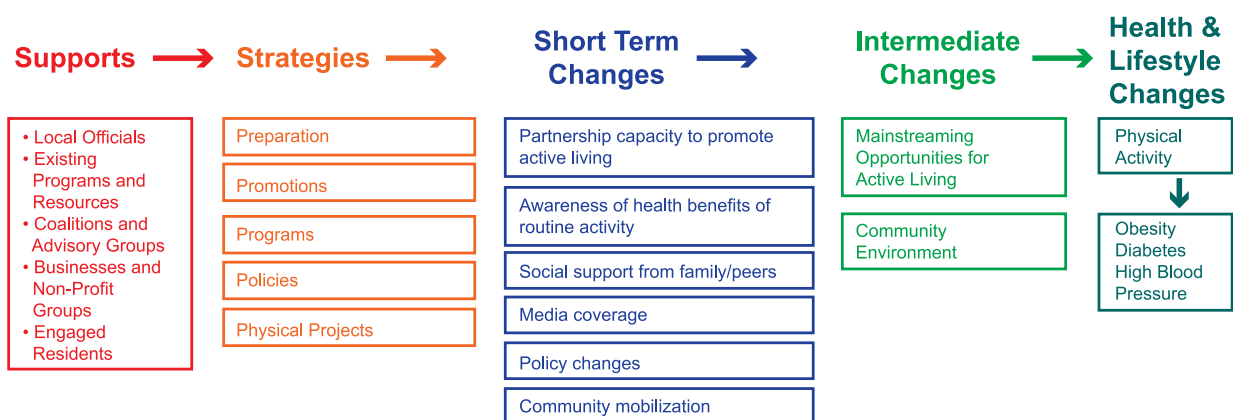 Supports
• Local Officials
• Existing
Programs and
Resources
• Coalitions and
Advisory Groups
• Businesses and
Non-Profit
Groups
• Engaged
Residents
Strategies
Preparation
Promotions
Programs
Policies
Physical Projects
Short Term
Changes
Partnership capacity to promote
active living
Awareness of health benefits of
routine activity
Social support from family/peers
Media coverage
Policy changes
Community mobilization
Intermediate
Changes
Mainstreaming
Opportunities for
Active Living
Community
Environment
Health &
Lifestyle
Changes
Physical
Activity
Obesity
Diabetes
High Blood
Pressure